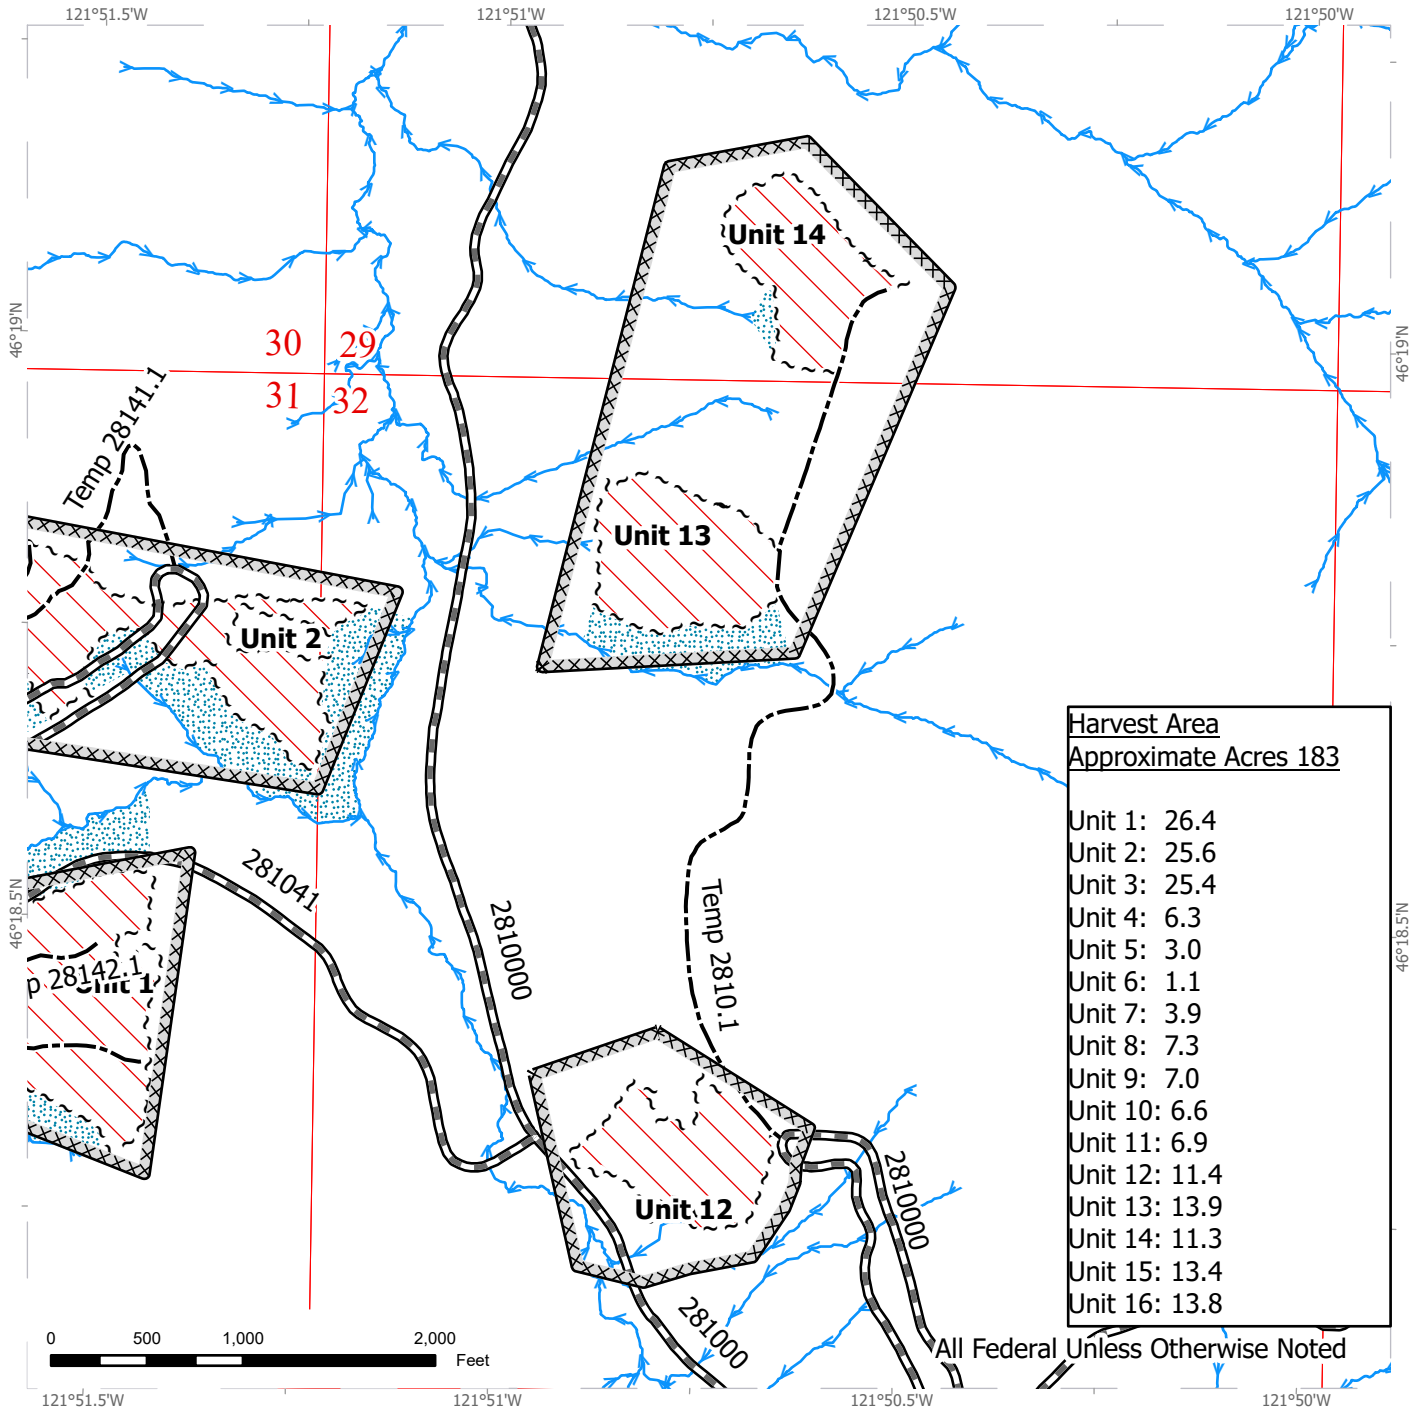 121°51.5'W
121°51'W
121°50.5'W
121°50'W
Unit 14
46°19'N
46°19'N
30
29
31
32
Temp 28141.1
Unit 13
Unit 2
Harvest Area
Approximate Acres 183
Unit 1: 26.4
Unit 2: 25.6
Unit 3: 25.4
Unit 4: 6.3
Unit 5: 3.0
Unit 6: 1.1
Unit 7: 3.9
Unit 8: 7.3
Unit 9: 7.0
Unit 10: 6.6
Unit 11: 6.9
Unit 12: 11.4
Unit 13: 13.9
Unit 14: 11.3
Unit 15: 13.4
Unit 16: 13.8
281041
46°18.5'N
46°18.5'N
2810000
Temp 2810.1
p 28142.1
Unit 1
2810000
Unit 12
281000
0 500 1,000 2,000
Feet
All Federal Unless Otherwise Noted
121°51.5'W
121°51'W
121°50.5'W
121°50'W